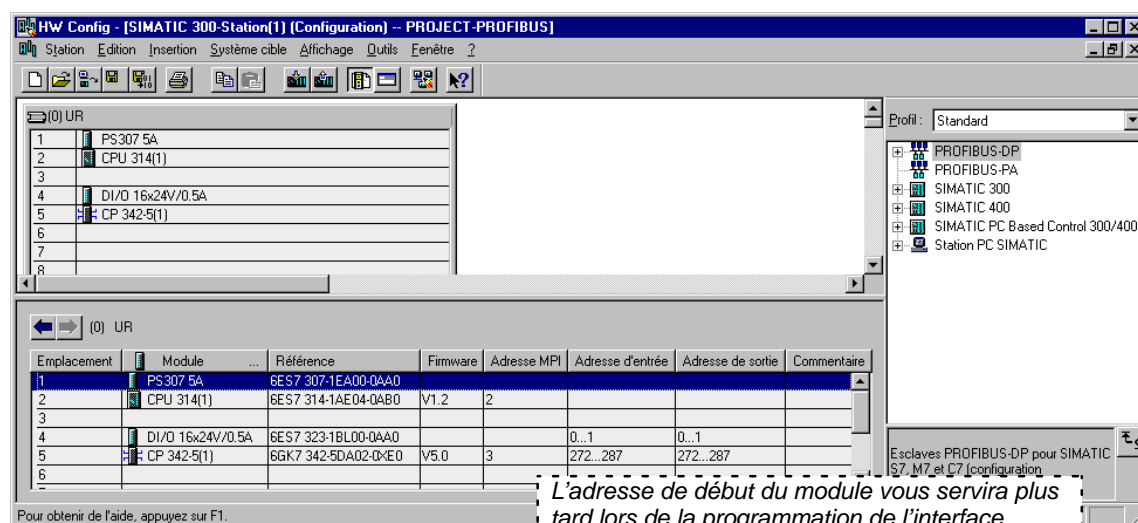 HW Config - [SIMATIC 300-Station(1) (Configuration) -- PROJECT-PROFIBUS]
Station Edition Insertion Système cible Affichage Outils Fenêtre ?
(0) UR
1 PS307 5A
2 CPU 314(1)
3
4 DI/O 16x24V/0.5A
5 CP 342-5(1)
6
7
8
Profil : Standard
PROFIBUS-DP
PROFIBUS-PA
SIMATIC 300
SIMATIC 400
SIMATIC PC Based Control 300/400
Station PC SIMATIC
(0) UR
Emplacement Module ... Référence Firmware Adresse MPI Adresse d'entrée Adresse de sortie Commentaire
1 PS307 5A 6ES7 307-1EA00-0AA0
2 CPU 314(1) 6ES7 314-1AE04-0AB0 V1.2 2
3
4 DI/O 16x24V/0.5A 6ES7 323-1BL00-0AA0 0...1 0...1
5 CP 342-5(1) 6GK7 342-5DA02-0XE0 V5.0 3 272...287 272...287
6
Esclaves PROFIBUS-DP pour SIMATIC
S7, M7 et C7 (configuration
L'adresse de début du module vous servira plus
tard lors de la programmation de l'interface
Pour obtenir de l'aide, appuyez sur F1.